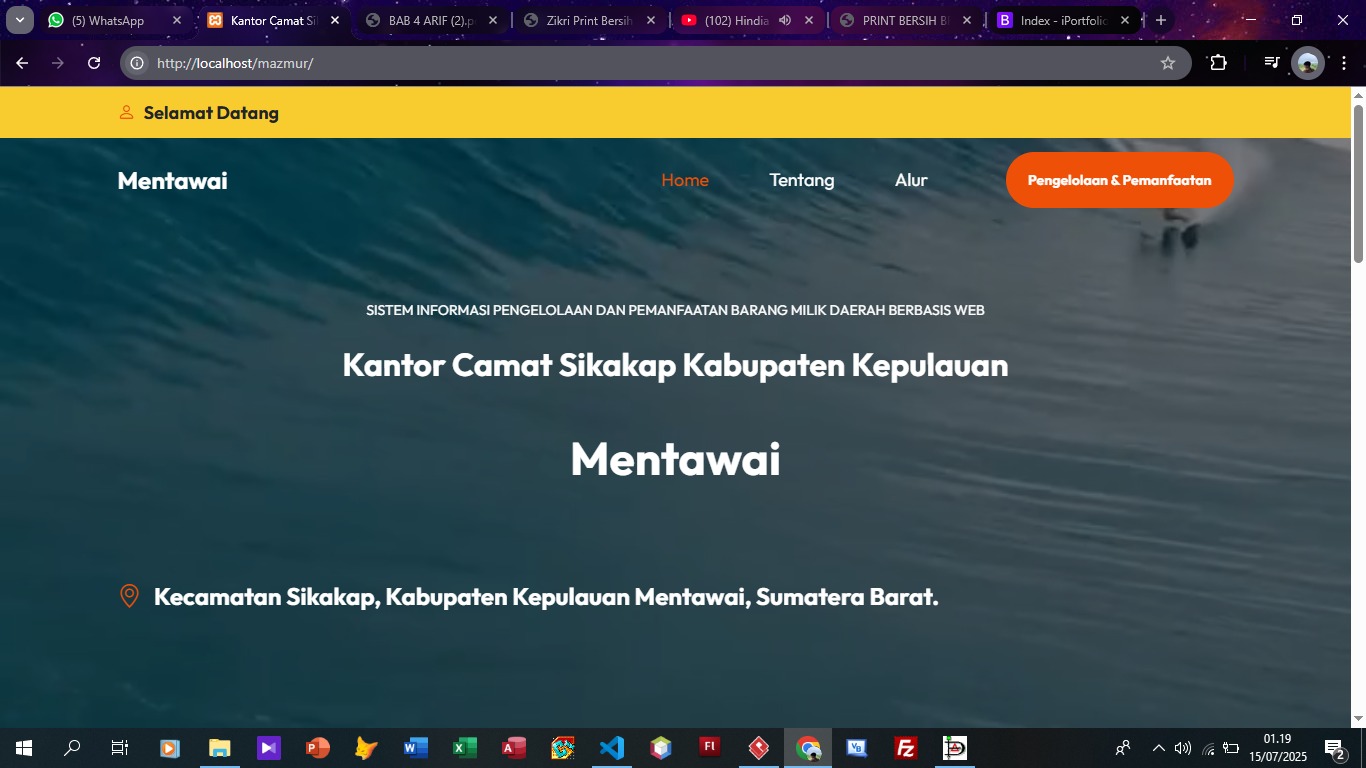 (5) WhatsApp
Kantor Camat Si
BAB 4 ARIF (2).p
Zikri Print Bersih
(102) Hindia
PRINT BERSIH B
Index - iPortfolio
http://localhost/mazmur/
Selamat Datang
Mentawai
Home
Tentang
Alur
Pengelolaan & Pemanfaatan
SISTEM INFORMASI PENGELOLAAN DAN PEMANFAATAN BARANG MILIK DAERAH BERBASIS WEB
Kantor Camat Sikakap Kabupaten Kepulauan
Mentawai
Kecamatan Sikakap, Kabupaten Kepulauan Mentawai, Sumatera Barat.
01.19
15/07/2025
2